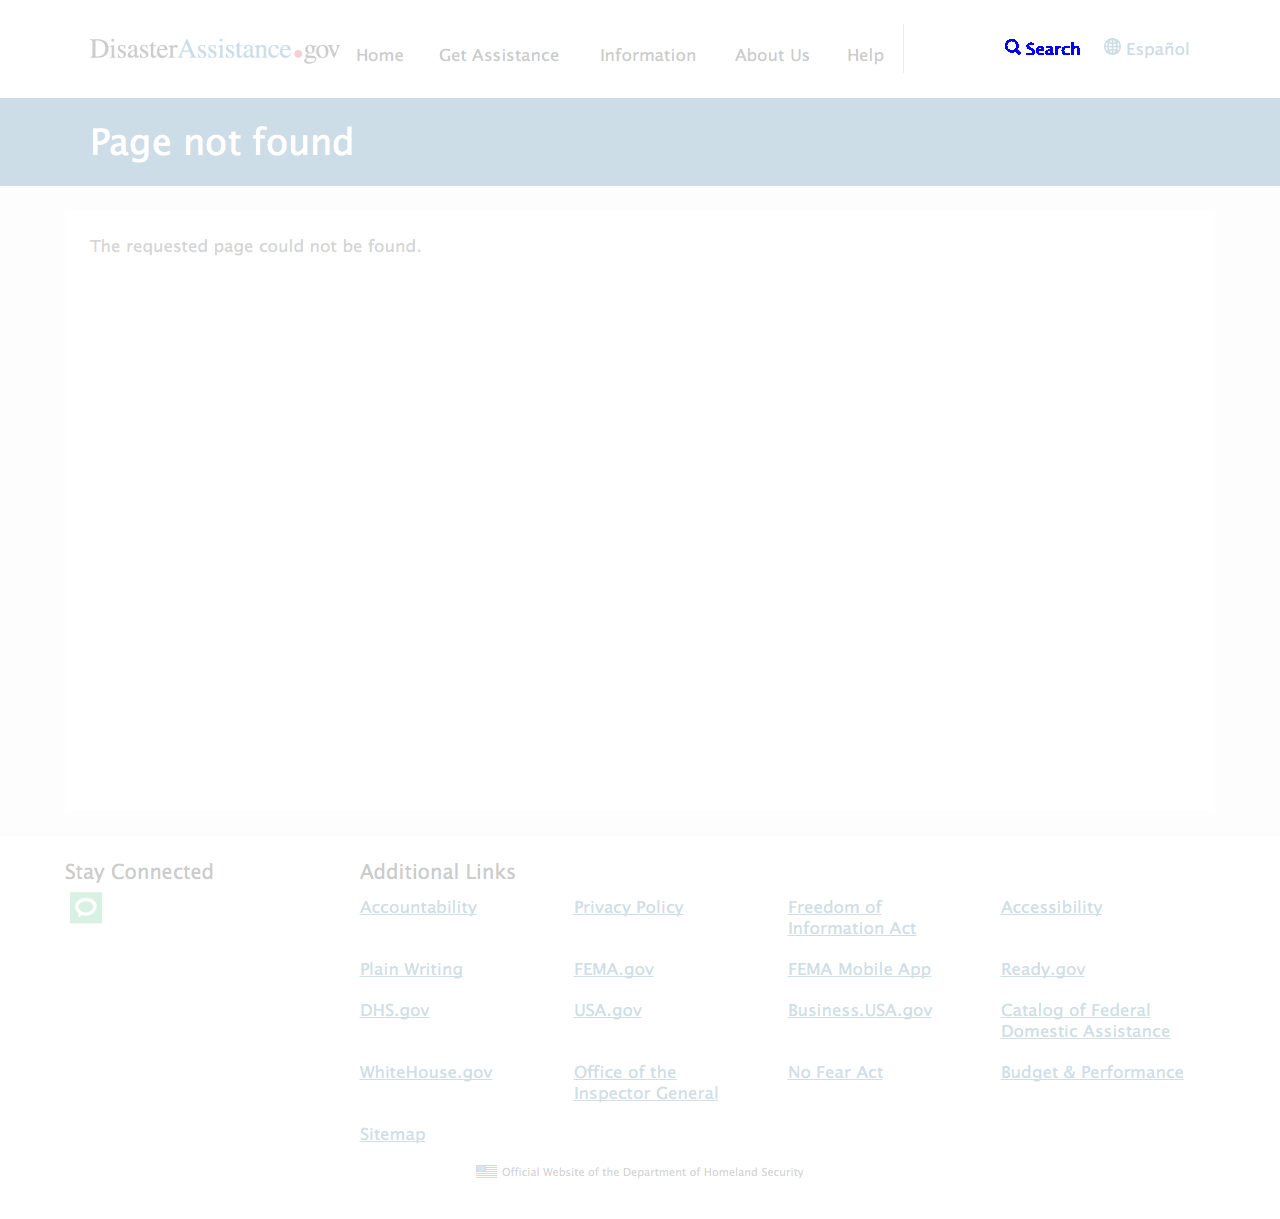 DisasterAssistance.gov Home Get Assistance Information About Us Help Search Español
Page not found
The requested page could not be found.
Stay Connected
Additional Links
Accountability Privacy Policy Freedom of Information Act Accessibility
Plain Writing FEMA.gov FEMA Mobile App Ready.gov
DHS.gov USA.gov Business.USA.gov Catalog of Federal Domestic Assistance
WhiteHouse.gov Office of the Inspector General No Fear Act Budget & Performance
Sitemap
Official Website of the Department of Homeland Security